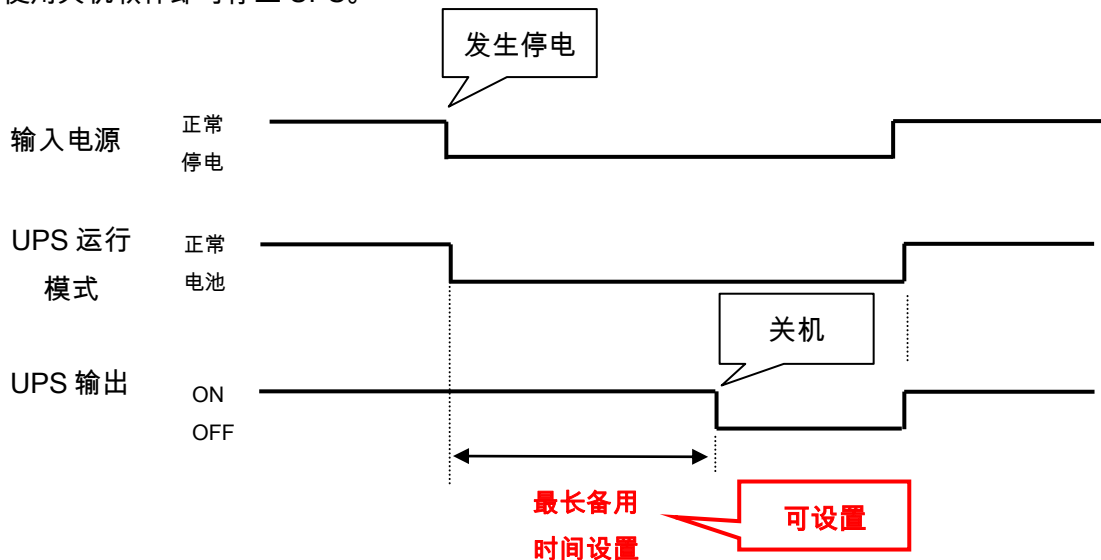 发生停电
输入电源
正常
停电
UPS 运行
模式
正常
电池
关机
UPS 输出
ON
OFF
最长备用
时间设置
可设置